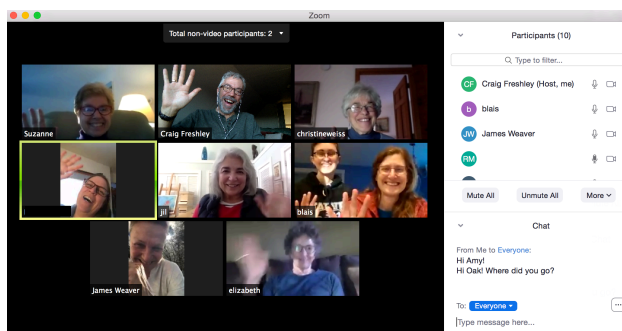 Zoom
Total non-video participants: 2
Suzanne
Craig Freshley
christineweiss
jil
blais
James Weaver
elizabeth
Participants (10)
Type to filter...
CF Craig Freshley (Host, me)
b blais
JW James Weaver
RM
Mute All Unmute All More
Chat
From Me to Everyone:
Hi Amy!
Hi Oak! Where did you go?
To: Everyone
Type message here...